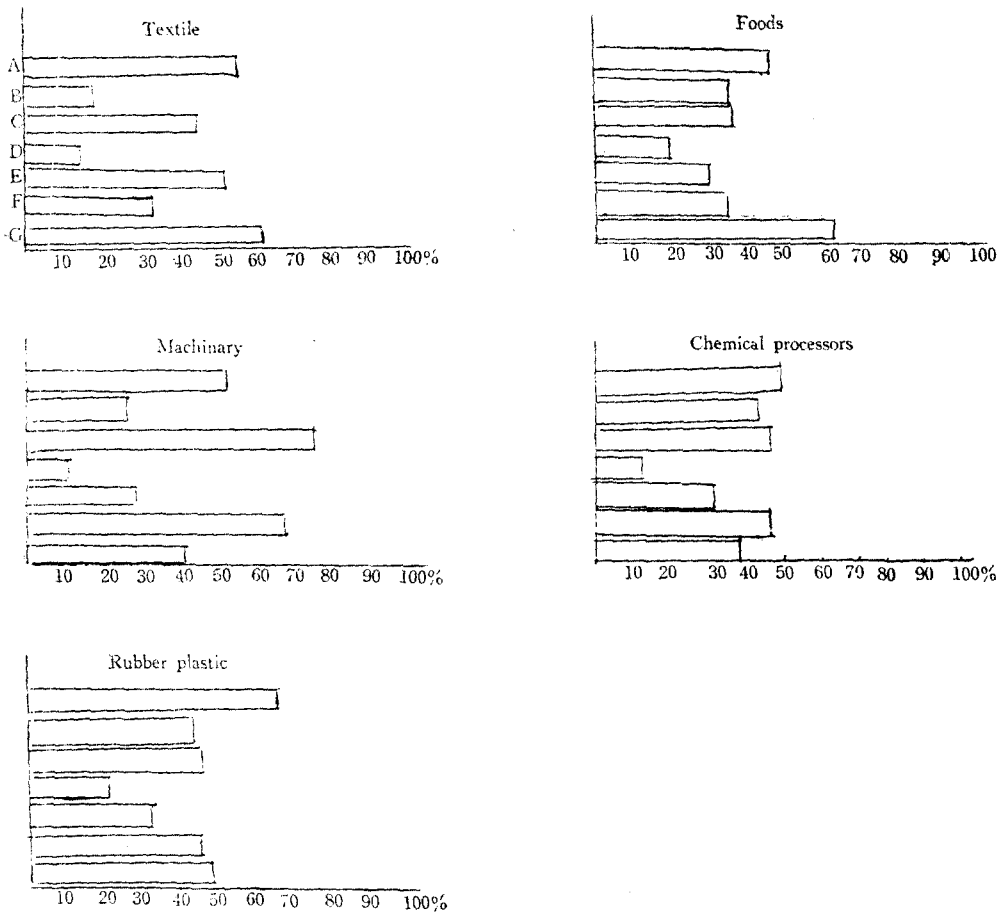 Textile
A
B
C
D
E
F
G
10 20 30 40 50 60 70 80 90 100%
Foods
10 20 30 40 50 60 70 80 90 100
Machinary
10 20 30 40 50 60 70 80 90 100%
Chemical processors
10 20 30 40 50 60 70 80 90 100%
Rubber plastic
10 20 30 40 50 60 70 80 90 100%